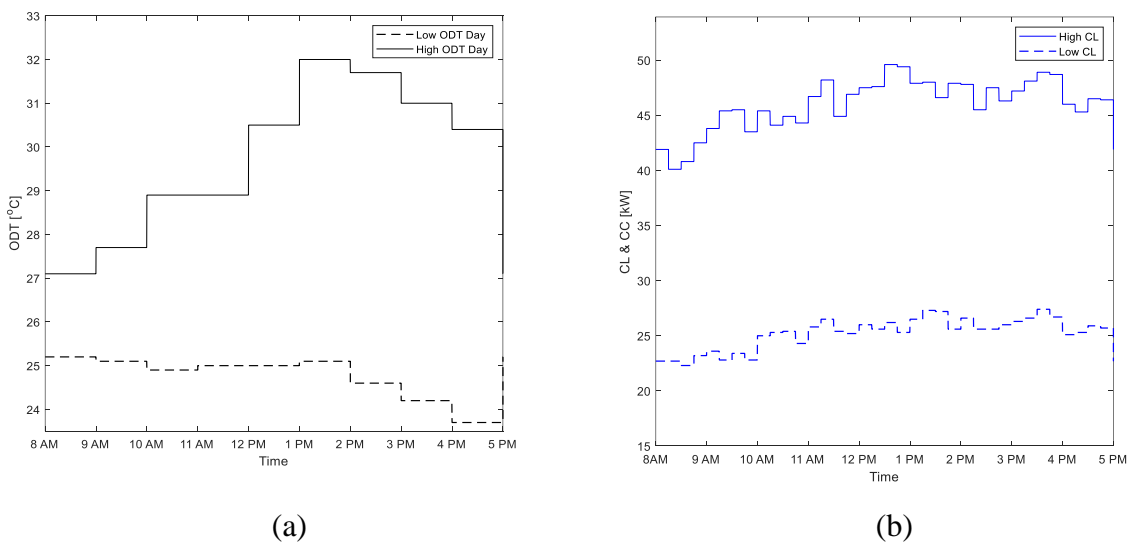 33
32
31
30
29
28
27
26
25
24
ODT [°C]
Low ODT Day
High ODT Day
8 AM 9 AM 10 AM 11 AM 12 PM 1 PM 2 PM 3 PM 4 PM 5 PM
Time
(a)
50
45
40
35
30
25
20
15
CL & CC [kW]
High CL
Low CL
8AM 9 AM 10 AM 11 AM 12 PM 1 PM 2 PM 3 PM 4 PM 5 PM
Time
(b)